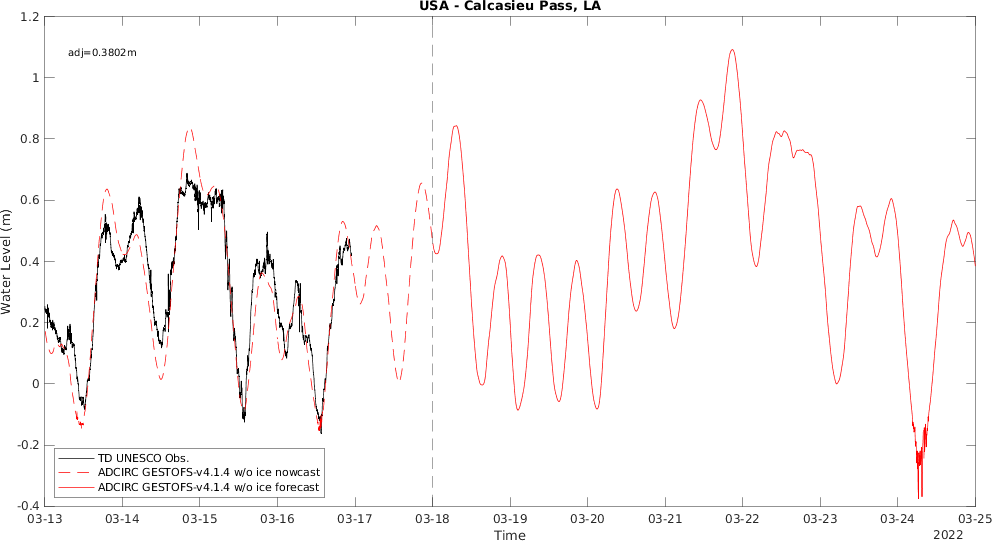 USA - Calcasieu Pass, LA
adj=0.3802m
Water Level (m)
1.2
1
0.8
0.6
0.4
0.2
0
-0.2
-0.4
TD UNESCO Obs.
ADCIRC GESTOFS-v4.1.4 w/o ice nowcast
ADCIRC GESTOFS-v4.1.4 w/o ice forecast
03-13 03-14 03-15 03-16 03-17 03-18 03-19 03-20 03-21 03-22 03-23 03-24 03-25
Time
2022